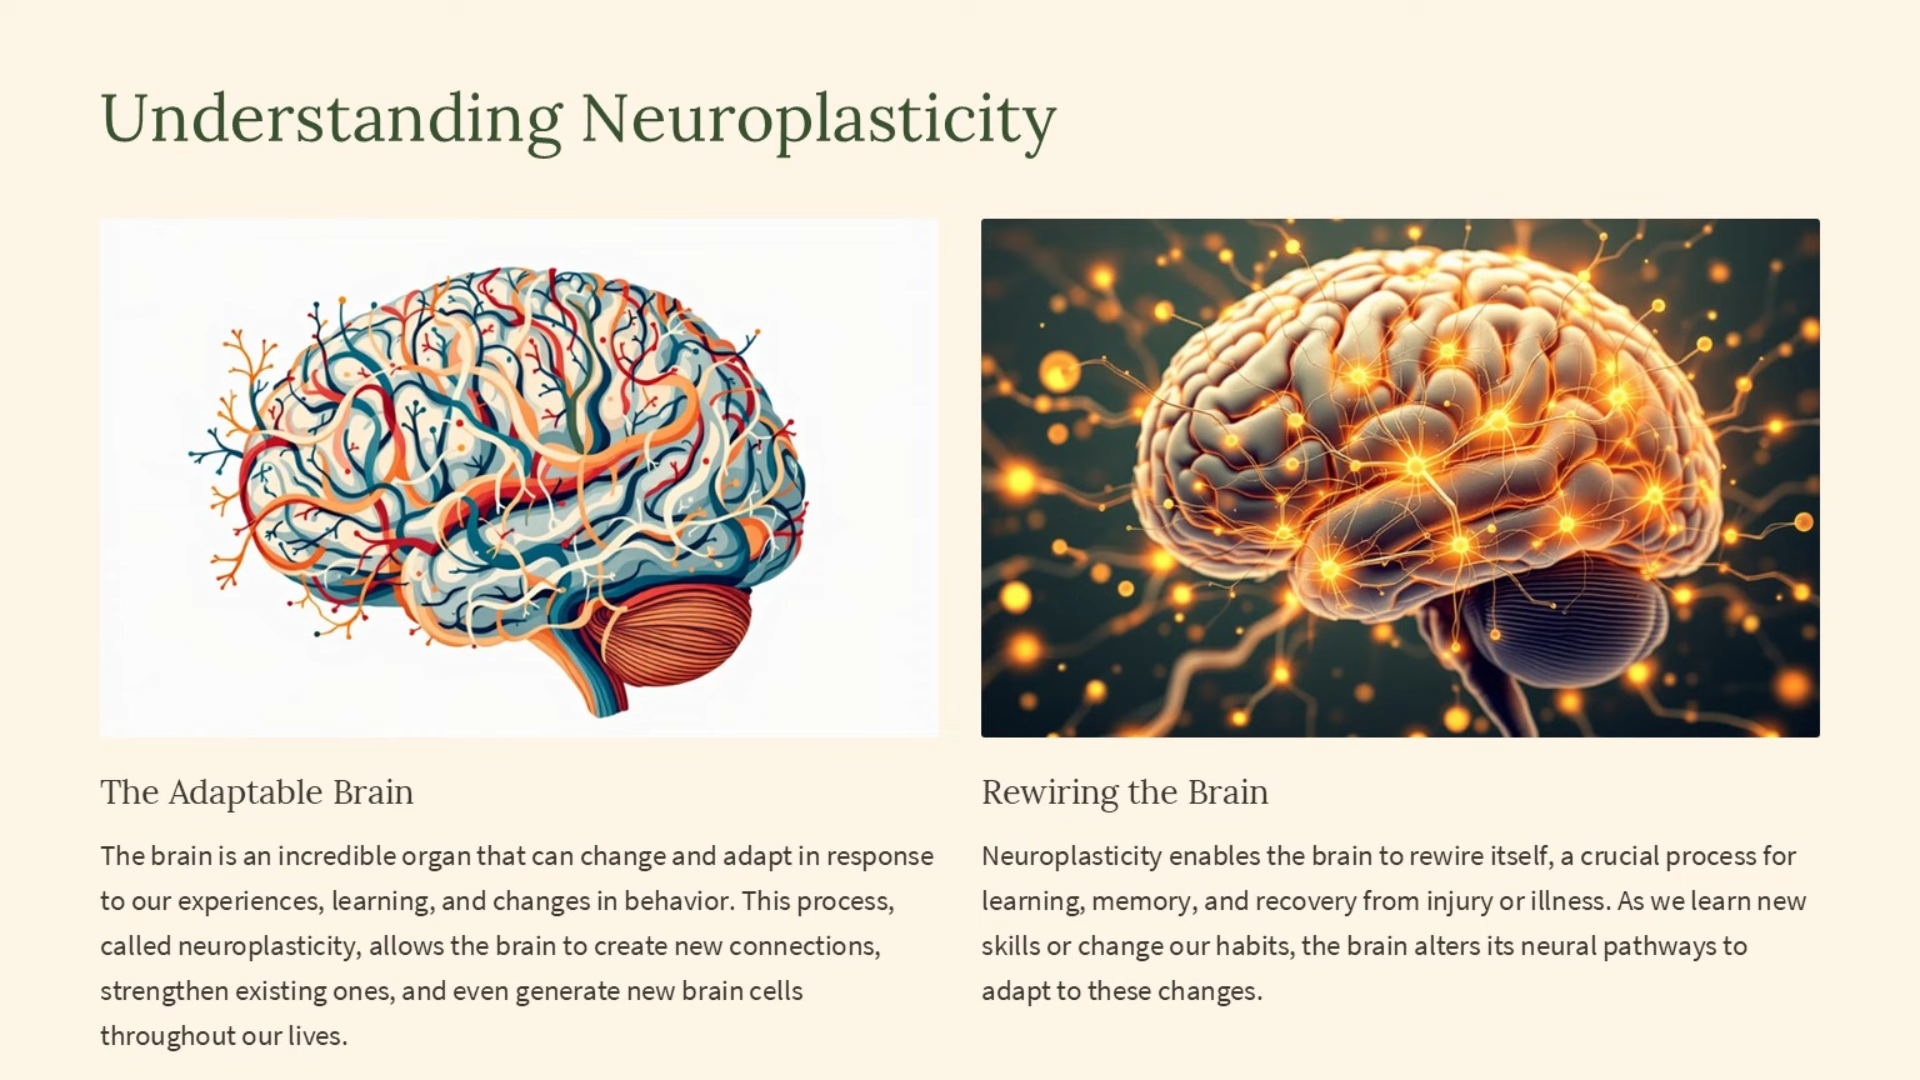 Understanding Neuroplasticity
The Adaptable Brain
The brain is an incredible organ that can change and adapt in response
to our experiences, learning, and changes in behavior. This process,
called neuroplasticity, allows the brain to create new connections,
strengthen existing ones, and even generate new brain cells
throughout our lives.
Rewiring the Brain
Neuroplasticity enables the brain to rewire itself, a crucial process for
learning, memory, and recovery from injury or illness. As we learn new
skills or change our habits, the brain alters its neural pathways to
adapt to these changes.